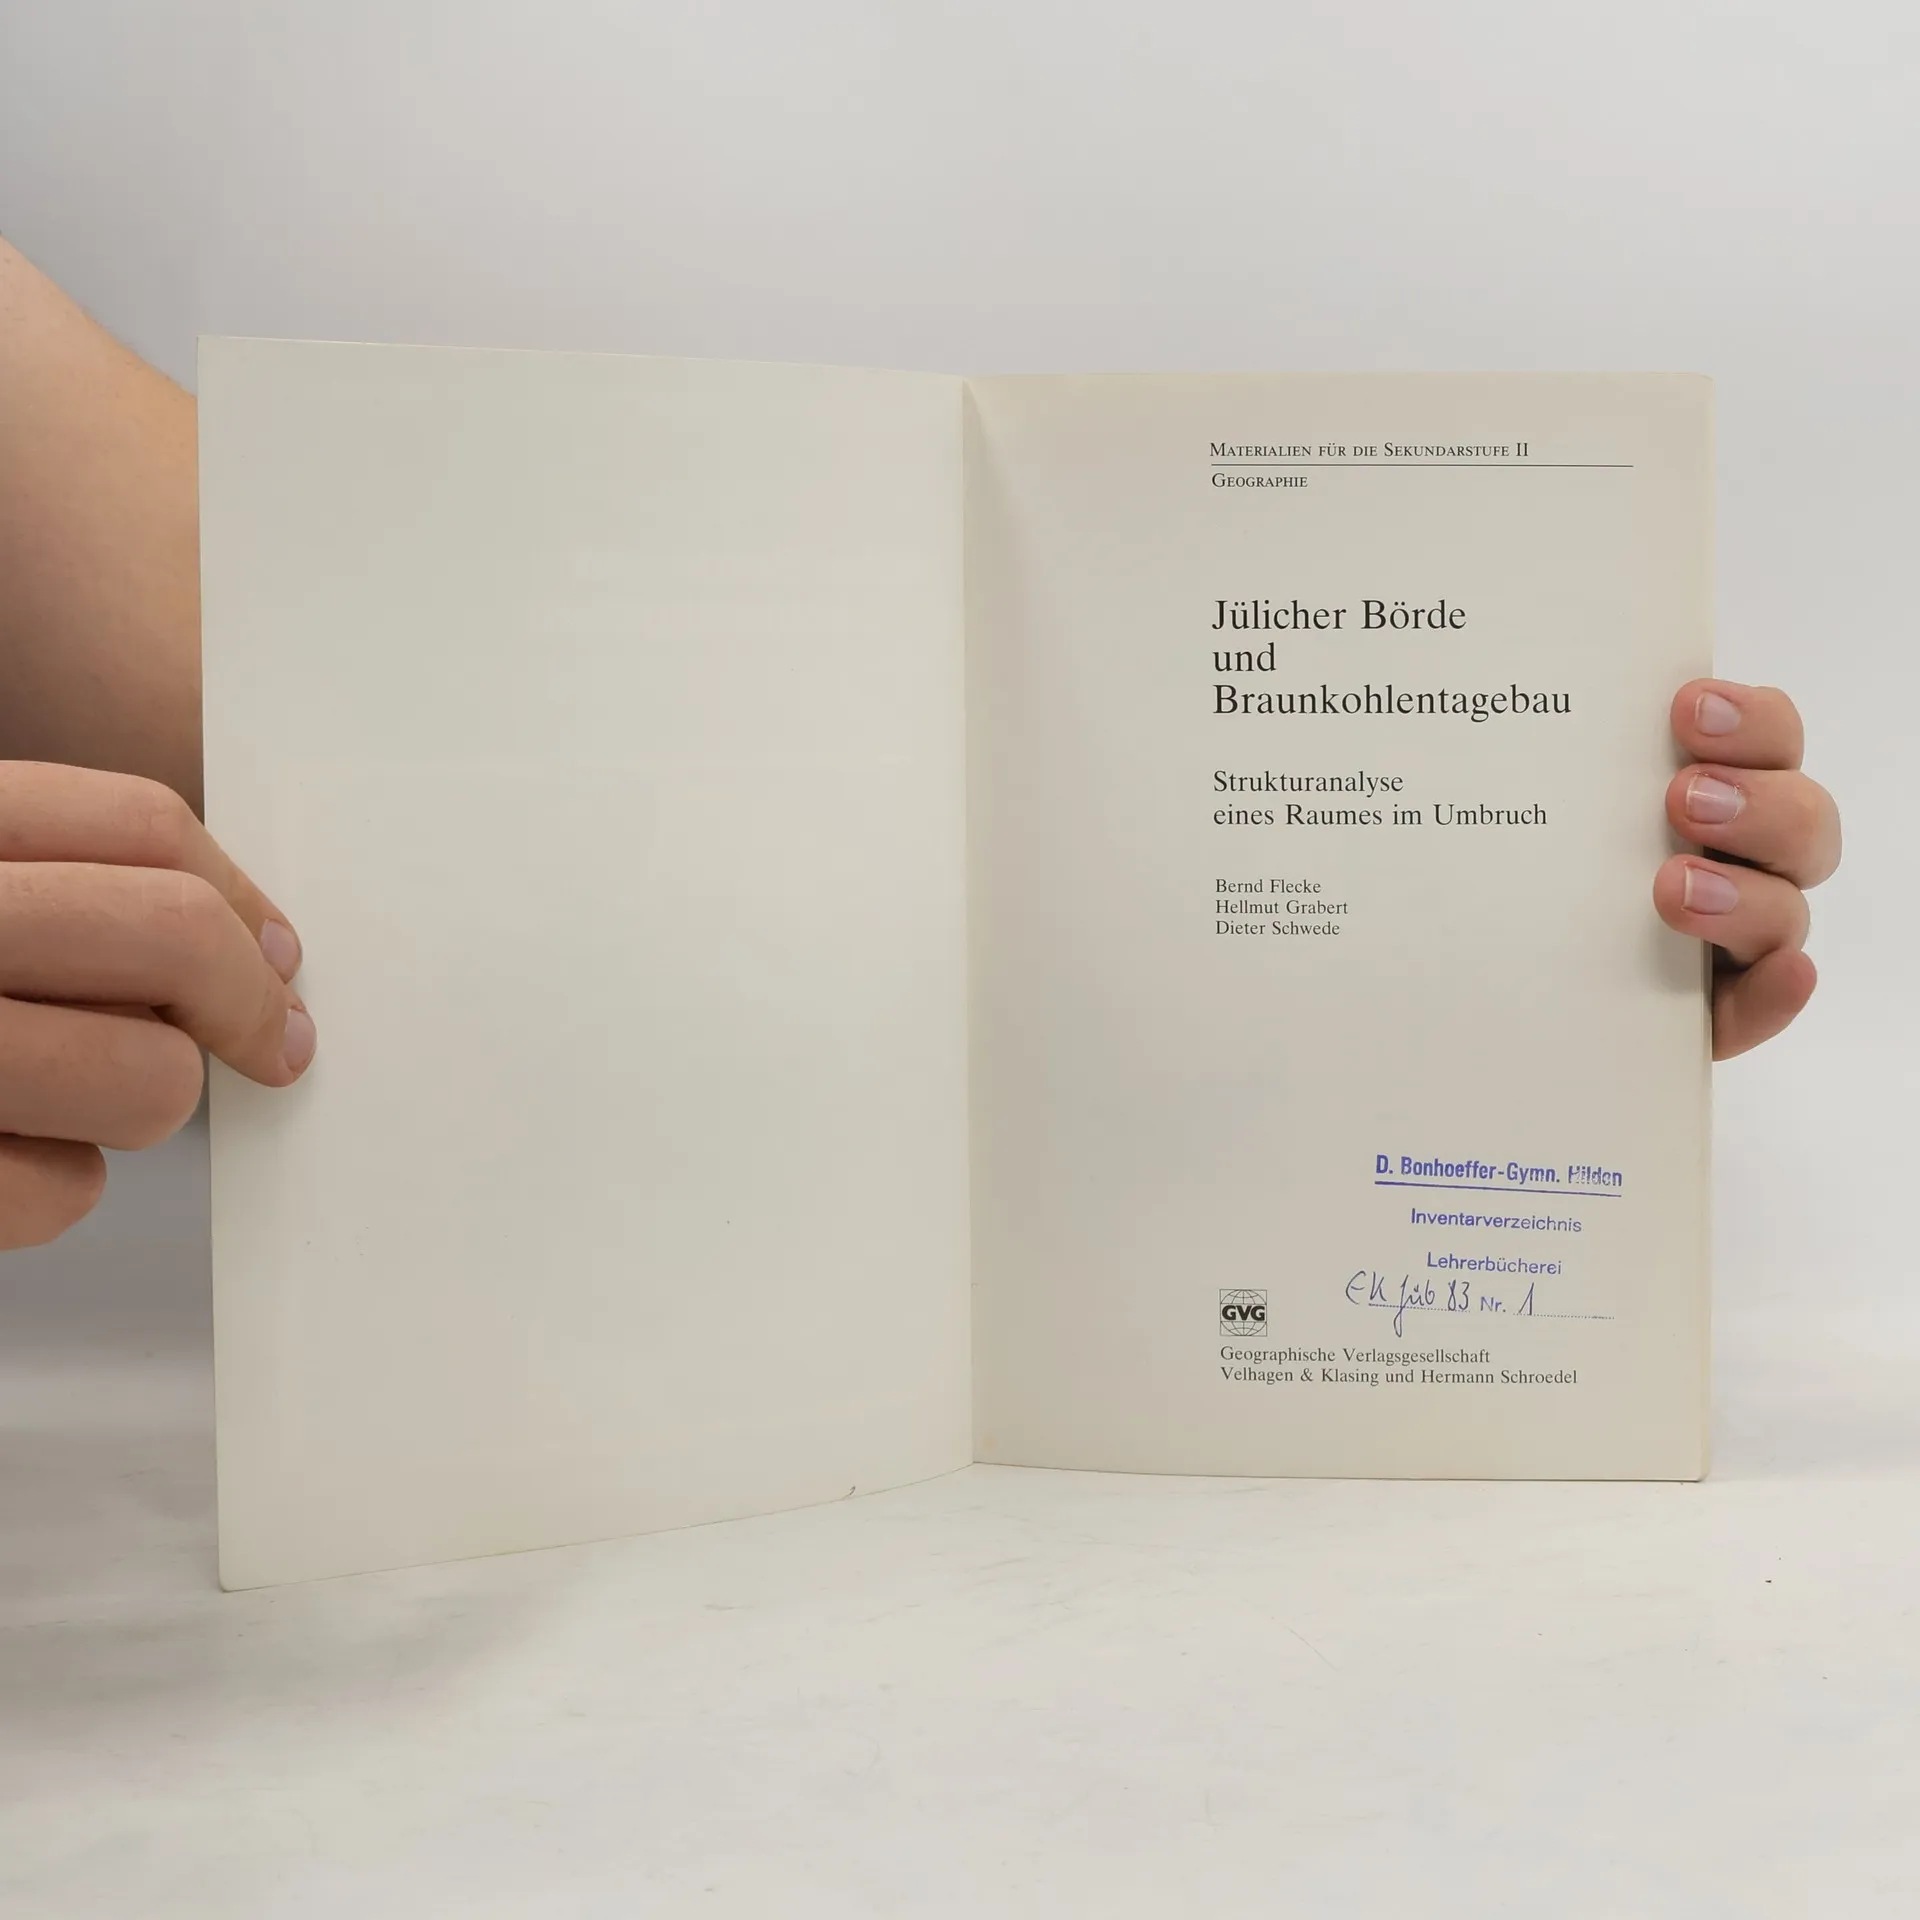 MATERIALIEN FÜR DIE SEKUNDARSTUFE II
GEOGRAPHIE
Jülicher Börde
und
Braunkohlentagebau
Strukturanalyse
eines Raumes im Umbruch
Bernd Flecke
Hellmut Grabert
Dieter Schwede
D. Bonhoeffer-Gymn. Hilden
Inventarverzeichnis
Lehrerbücherei
EK Jüb 83 Nr. 1
GVG
Geographische Verlagsgesellschaft
Velhagen & Klasing und Hermann Schroedel